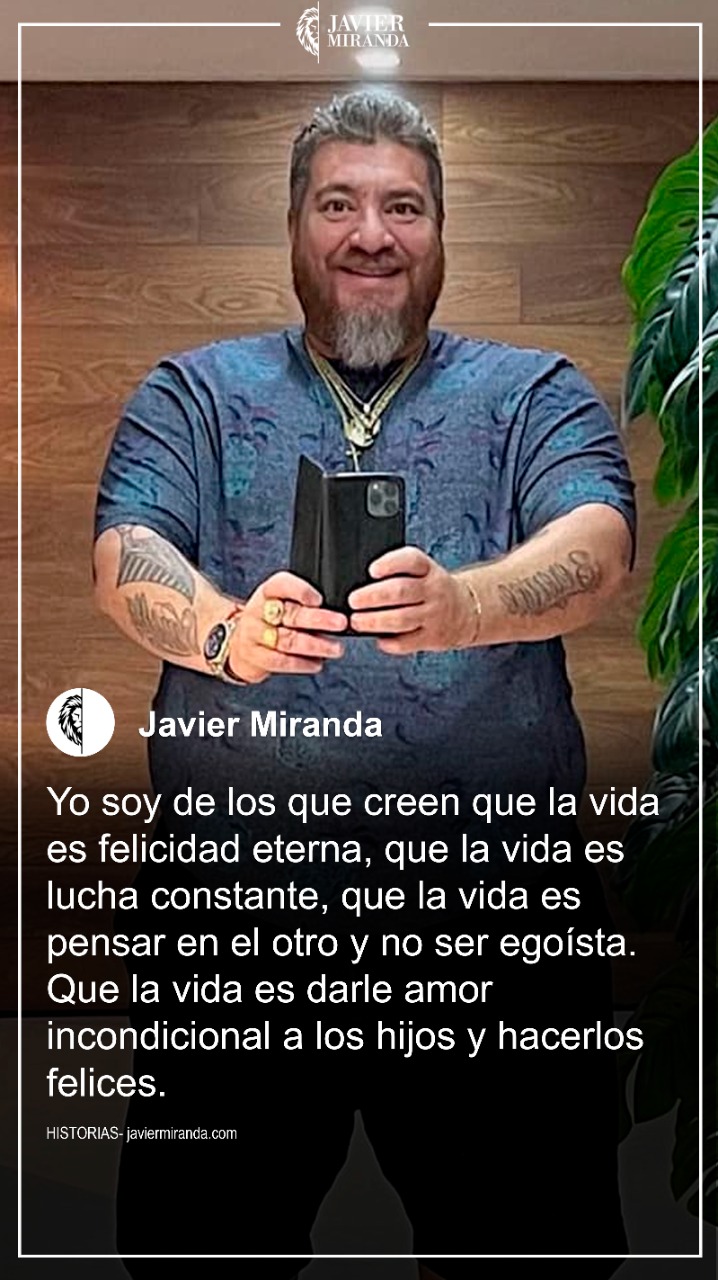 JAVIER
MIRANDA
Javier Miranda
Yo soy de los que creen que la vida
es felicidad eterna, que la vida es
lucha constante, que la vida es
pensar en el otro y no ser egoísta.
Que la vida es darle amor
incondicional a los hijos y hacerlos
felices.
HISTORIAS- javiermiranda.com